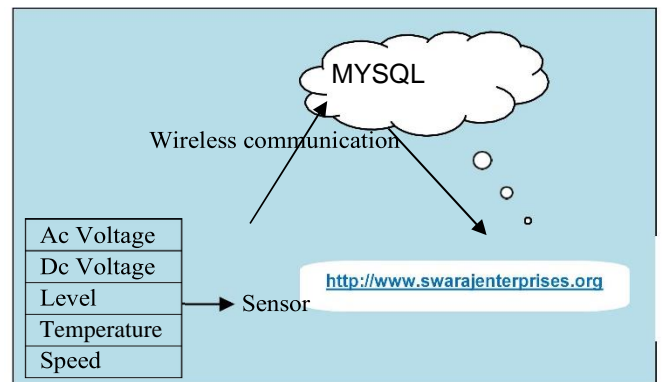 MYSQL
Wireless communication
Ac Voltage
Dc Voltage
Level
Temperature
Speed
Sensor
http://www.swarajenterprises.org